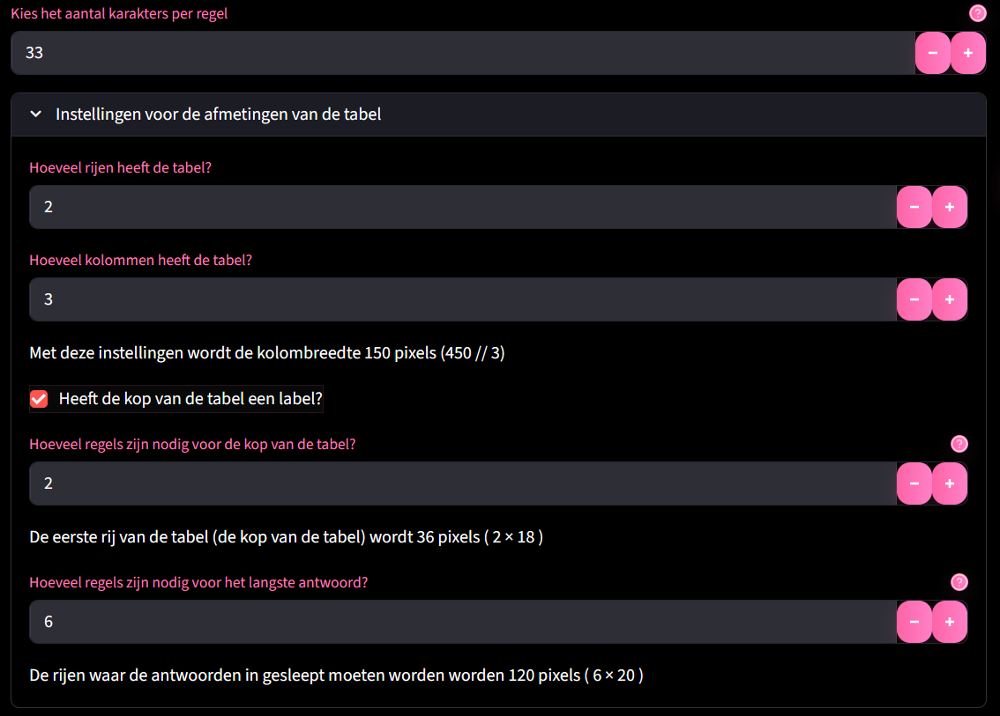 Kies het aantal karakters per regel
?
33
− +
Instellingen voor de afmetingen van de tabel
Hoeveel rijen heeft de tabel?
2
− +
Hoeveel kolommen heeft de tabel?
3
− +
Met deze instellingen wordt de kolombreedte 150 pixels (450 // 3)
Heeft de kop van de tabel een label?
Hoeveel regels zijn nodig voor de kop van de tabel?
?
2
− +
De eerste rij van de tabel (de kop van de tabel) wordt 36 pixels ( 2 × 18 )
Hoeveel regels zijn nodig voor het langste antwoord?
?
6
− +
De rijen waar de antwoorden in gesleept moeten worden worden 120 pixels ( 6 × 20 )